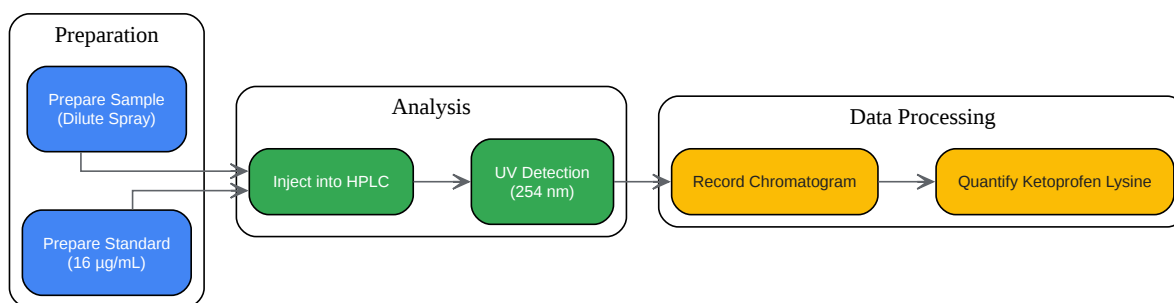 Preparation
Prepare Sample
(Dilute Spray)
Prepare Standard
(16 µg/mL)
Analysis
Inject into HPLC
UV Detection
(254 nm)
Data Processing
Record Chromatogram
Quantify Ketoprofen Lysine